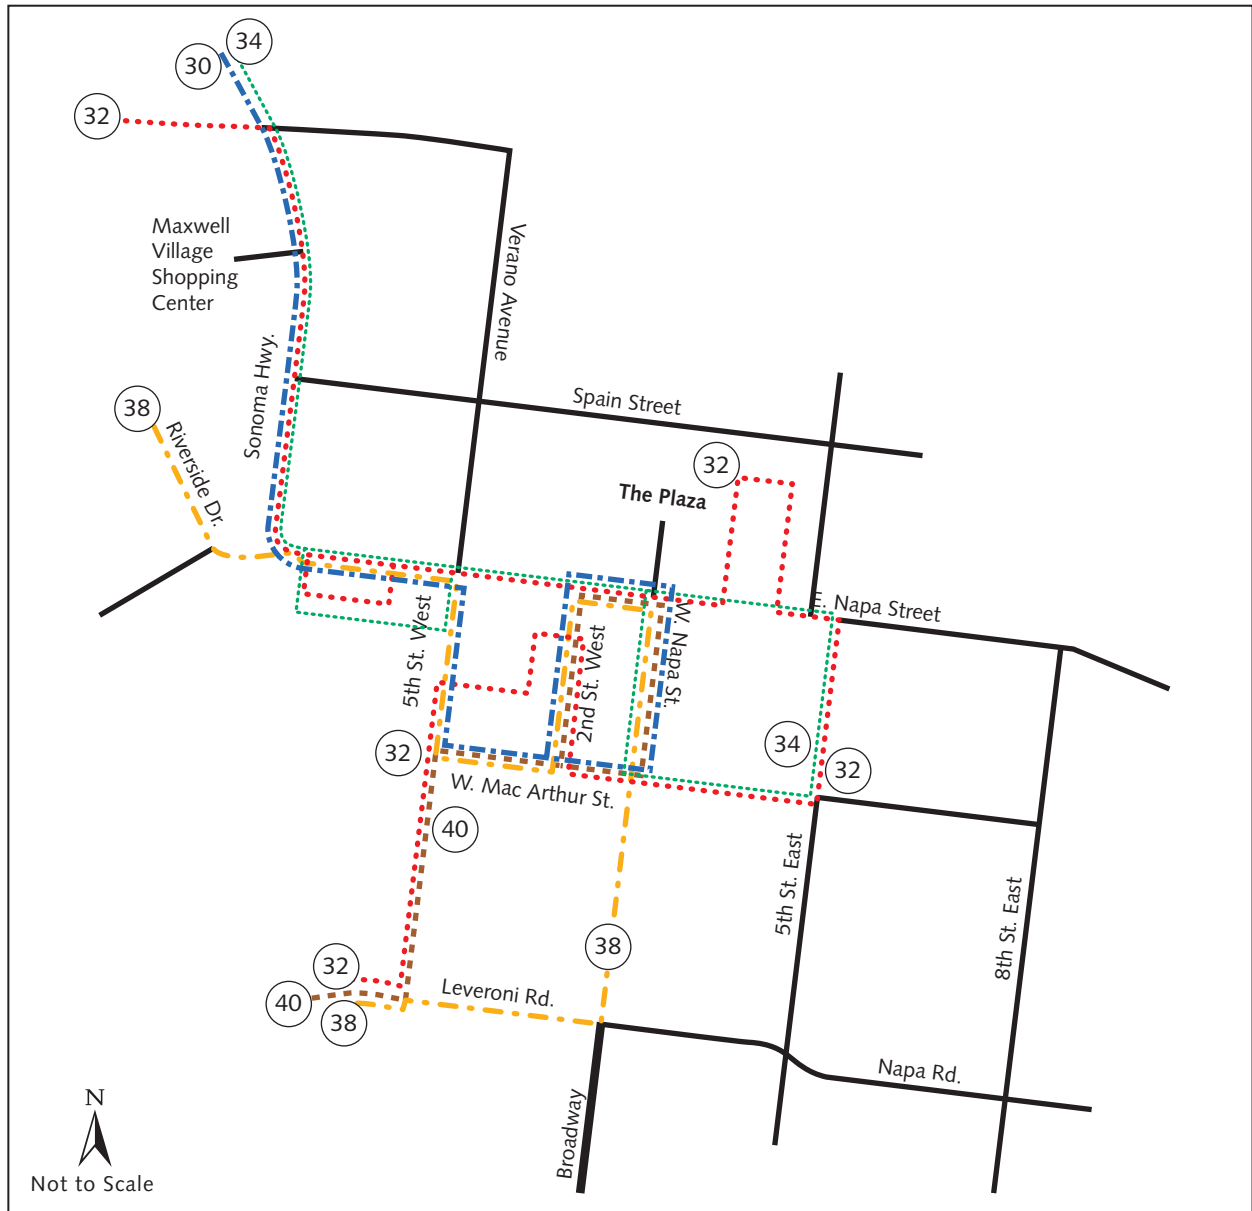 34
30
32
Maxwell
Village
Shopping
Center
Verano Avenue
Sonoma Hwy.
38
Riverside Dr.
Spain Street
32
The Plaza
E. Napa Street
5th St. West
2nd St. West
W. Napa St.
34
32
32
W. Mac Arthur St.
40
5th St. East
8th St. East
38
32
40
38
Leveroni Rd.
Napa Rd.
Broadway
N
Not to Scale